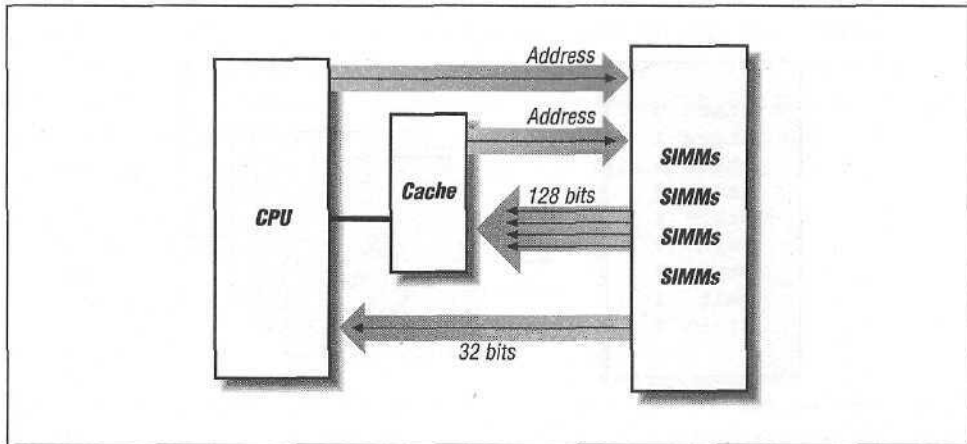 Address
Address
CPU
Cache
128 bits
32 bits
SIMMs
SIMMs
SIMMs
SIMMs